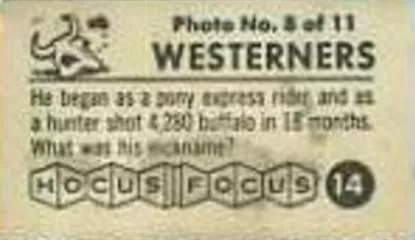 Photo No. 8 of 11
WESTERNERS
He began as a pony express rider and as
a hunter shot 4,280 buffalo in 18 months.
What was his nickname?
HOCUS FOCUS 14